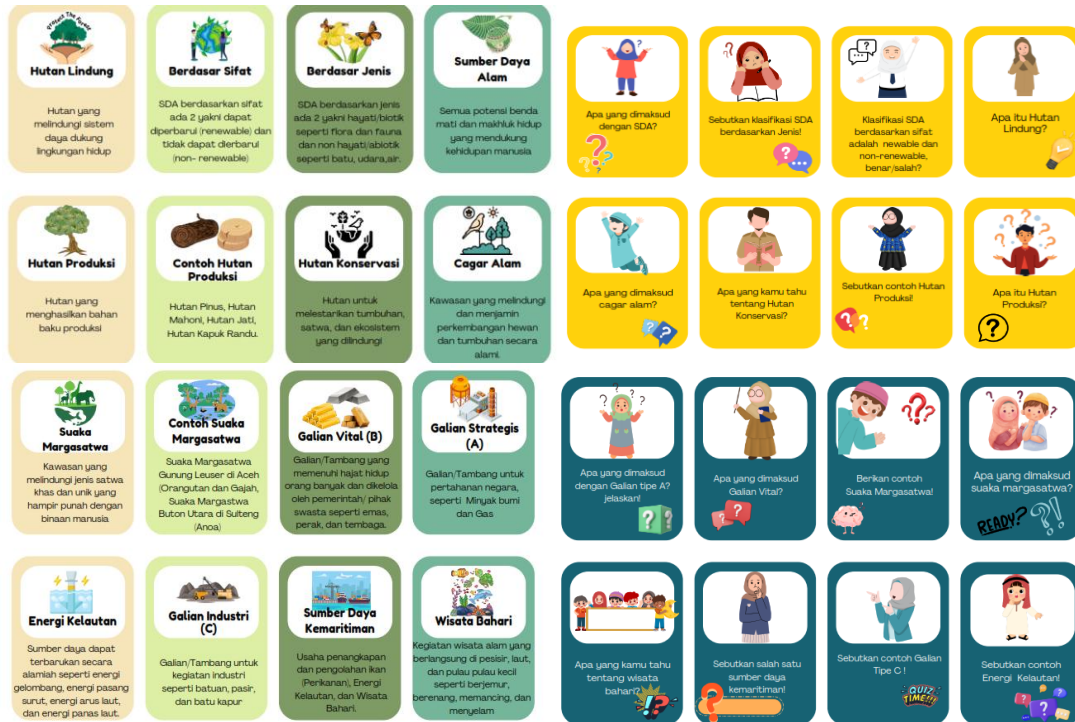 Protect The Forest
Hutan Lindung
Hutan yang
melindungi sistem
daya dukung
lingkungan hidup
Berdasar Sifat
SDA berdasarkan sifat
ada 2 yakni dapat
diperbarui (renewable) dan
tidak dapat dierbarui
(non- renewable)
Berdasar Jenis
SDA berdasarkan jenis
ada 2 yakni hayati/biotik
seperti flora dan fauna
dan non hayati/abiotik
seperti batu, udara,air.
Sumber Daya
Alam
Semua potensi benda
mati dan makhluk hidup
yang mendukung
kehidupan manusia
Apa yang dimaksud
dengan SDA?
Sebutkan klasifikasi SDA
berdasarkan Jenis!
Klasifikasi SDA
berdasarkan sifat
adalah newable dan
non-renewable,
benar/salah?
Apa itu Hutan
Lindung?
Hutan Produksi
Hutan yang
menghasilkan bahan
baku produksi
Contoh Hutan
Produksi
Hutan Pinus, Hutan
Mahoni, Hutan Jati,
Hutan Kapuk Randu.
Hutan Konservasi
Hutan untuk
melestarikan tumbuhan,
satwa, dan ekosistem
yang dilindungi
Cagar Alam
Kawasan yang melindungi
dan menjamin
perkembangan hewan
dan tumbuhan secara
alami.
Apa yang dimaksud
cagar alam?
Apa yang kamu tahu
tentang Hutan
Konservasi?
Sebutkan contoh Hutan
Produksi!
Apa itu Hutan
Produksi?
Suaka
Margasatwa
Kawasan yang
melindungi jenis satwa
khas dan unik yang
hampir punah dengan
binaan manusia
Contoh Suaka
Margasatwa
Suaka Margasatwa
Gunung Leuser di Aceh
(Orangutan dan Gajah,
Suaka Margastwa
Buton Utara di Sulteng
(Anoa)
Galian Vital (B)
Galian/Tambang yang
memenuhi hajat hidup
orang banyak dan dikelola
oleh pemerintah/ pihak
swasta seperti emas,
perak, dan tembaga.
Galian Strategis
(A)
Galian/Tambang untuk
pertahanan negara,
seperti Minyak bumi
dan Gas
Apa yang dimaksud
dengan Galian tipe A?
jelaskan!
Apa yang dimaksud
Galian Vital?
Berikan contoh
Suaka Margasatwa!
Apa yang dimaksud
suaka margasatwa?
READY?
Energi Kelautan
Sumber daya dapat
terbarukan secara
alamiah seperti energi
gelombang, energi pasang
surut, energi arus laut,
dan energi panas laut.
Galian Industri
(C)
Galian/Tambang untuk
kegiatan industri
seperti batuan, pasir,
dan batu kapur
Sumber Daya
Kemaritiman
Usaha penangkapan
dan pengolahan ikan
(Perikanan), Energi
Kelautan, dan Wisata
Bahari.
Wisata Bahari
Kegiatan wisata alam yang
berlangsung di pesisir, laut,
dan pulau pulau kecil
seperti berjemur,
berenang, memancing, dan
menyelam
Apa yang kamu tahu
tentang wisata
bahari?
Sebutkan salah satu
sumber daya
kemaritiman!
Sebutkan contoh Galian
Tipe C !
QUIZ
TIME!!!
Sebutkan contoh
Energi Kelautan!